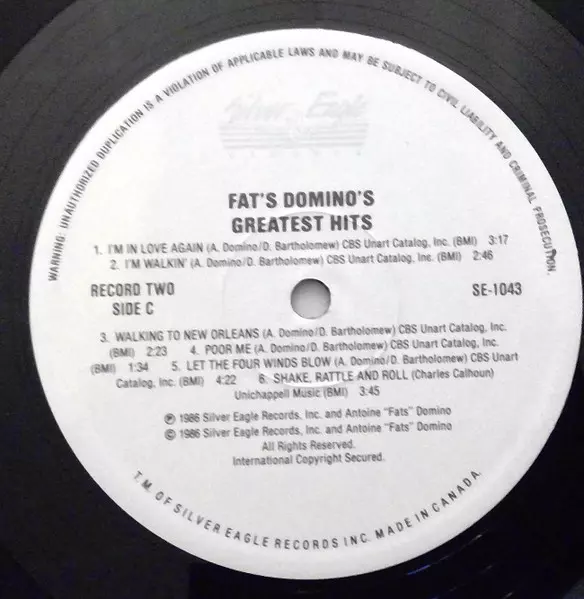 WARNING: UNAUTHORIZED DUPLICATION IS A VIOLATION OF APPLICABLE LAWS AND MAY BE SUBJECT TO CIVIL LIABILITY AND CRIMINAL PROSECUTION.
Silver Eagle
FAT'S DOMINO'S
GREATEST HITS
1. I'M IN LOVE AGAIN (A. Domino/D. Bartholomew) CBS Unart Catalog, Inc. (BMI) 3:17
2. I'M WALKIN' (A. Domino/D. Bartholomew) CBS Unart Catalog, Inc. (BMI) 2:46
RECORD TWO
SIDE C
SE-1043
3. WALKING TO NEW ORLEANS (A. Domino/D. Bartholomew) CBS Unart Catalog, Inc.
(BMI) 2:23 4. POOR ME (A. Domino/D. Bartholomew) CBS Unart Catalog, Inc.
(BMI) 1:34 5. LET THE FOUR WINDS BLOW (A. Domino/D. Bartholomew) CBS Unart
Catalog, Inc. (BMI) 4:22 6. SHAKE, RATTLE AND ROLL (Charles Calhoun)
Unichappell Music (BMI) 3:45
℗ 1986 Silver Eagle Records, Inc. and Antoine "Fats" Domino
© 1986 Silver Eagle Records, Inc. and Antoine "Fats" Domino
All Rights Reserved.
International Copyright Secured.
T.M. OF SILVER EAGLE RECORDS INC. MADE IN CANADA.